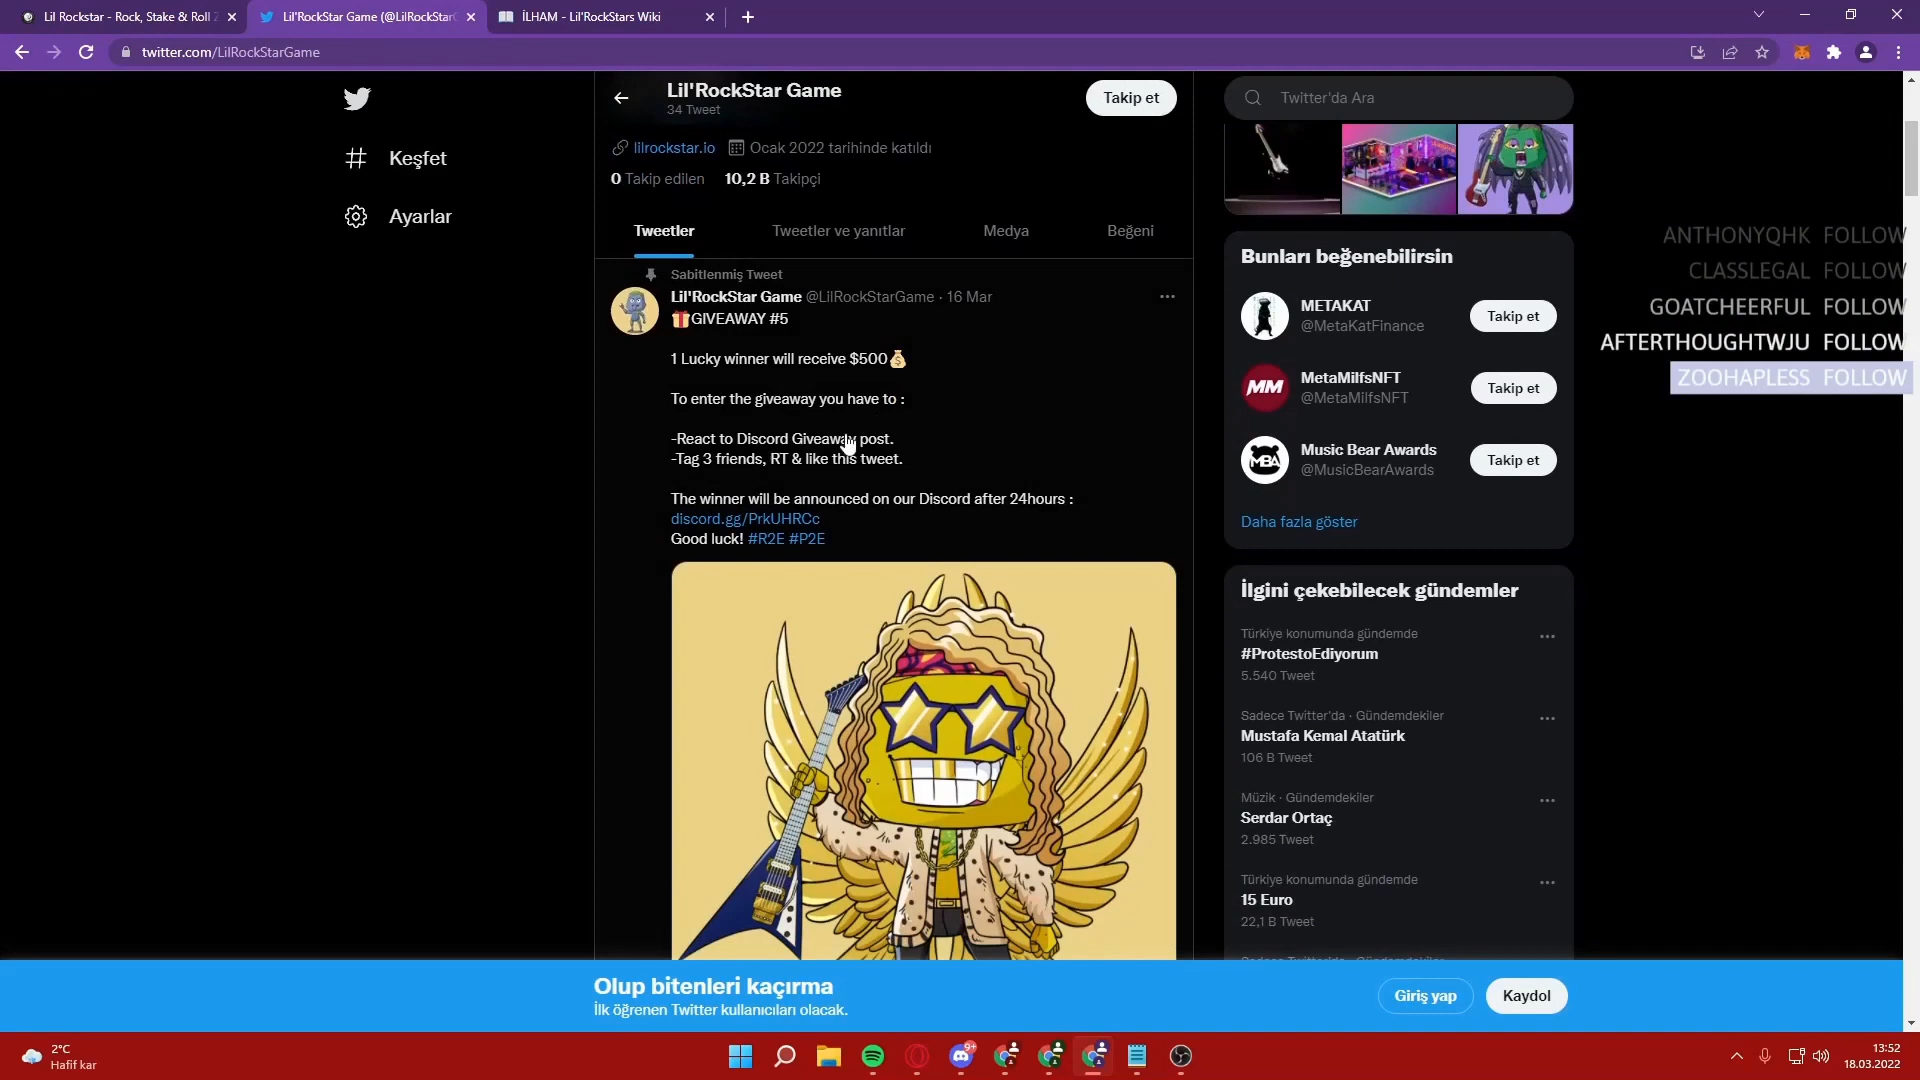 Lil Rockstar - Rock, Stake & Roll
Lil'RockStar Game (@LilRockStarG
İLHAM - Lil'RockStars Wiki
twitter.com/LilRockStarGame
Keşfet
Ayarlar
Lil'RockStar Game
34 Tweet
Takip et
lilrockstar.io Ocak 2022 tarihinde katıldı
0 Takip edilen 10,2 B Takipçi
Tweetler
Tweetler ve yanıtlar
Medya
Beğeni
Sabitlenmiş Tweet
Lil'RockStar Game @LilRockStarGame · 16 Mar
GIVEAWAY #5
1 Lucky winner will receive $500
To enter the giveaway you have to :
-React to Discord Giveaway post.
-Tag 3 friends, RT & like this tweet.
The winner will be announced on our Discord after 24hours :
discord.gg/PrkUHRCc
Good luck! #R2E #P2E
Twitter'da Ara
Bunları beğenebilirsin
METAKAT
@MetaKatFinance
Takip et
MM
MetaMilfsNFT
@MetaMilfsNFT
Takip et
MBA
Music Bear Awards
@MusicBearAwards
Takip et
Daha fazla göster
İlgini çekebilecek gündemler
Türkiye konumunda gündemde
#ProtestoEdiyorum
5.540 Tweet
Sadece Twitter'da · Gündemdekiler
Mustafa Kemal Atatürk
106 B Tweet
Müzik · Gündemdekiler
Serdar Ortaç
2.985 Tweet
Türkiye konumunda gündemde
15 Euro
22,1 B Tweet
ANTHONYQHK FOLLOW
CLASSLEGAL FOLLOW
GOATCHEERFUL FOLLOW
AFTERTHOUGHTWJU FOLLOW
ZOOHAPLESS FOLLOW
Olup bitenleri kaçırma
İlk öğrenen Twitter kullanıcıları olacak.
Giriş yap
Kaydol
2°C
Hafif kar
9+
13:52
18.03.2022